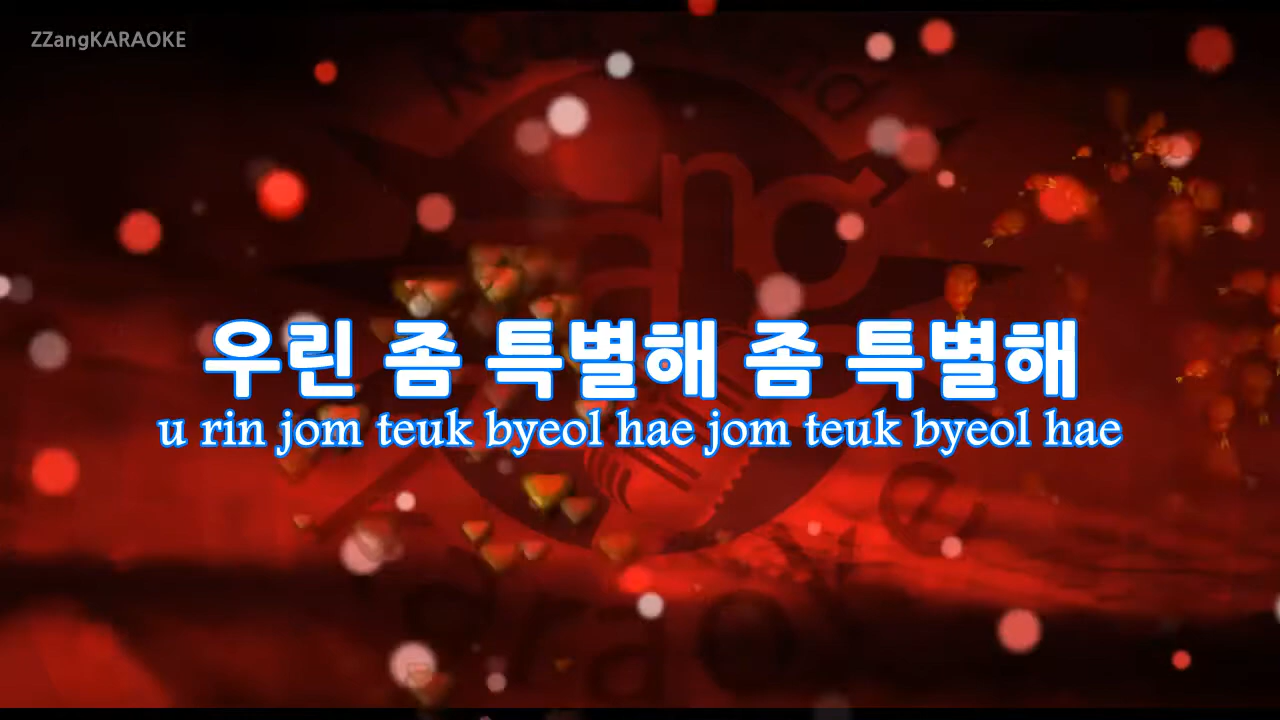 ZZangKARAOKE
우린 좀 특별해 좀 특별해
u rin jom teuk byeol hae jom teuk byeol hae